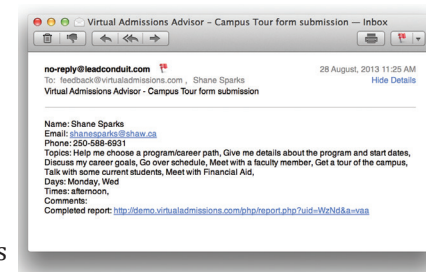 Virtual Admissions Advisor - Campus Tour form submission — Inbox
no-reply@leadconduit.com
28 August, 2013 11:25 AM
To: feedback@virtualadmissions.com , Shane Sparks
Hide Details
Virtual Admissions Advisor - Campus Tour form submission
Name: Shane Sparks
Email: shanesparks@shaw.ca
Phone: 250-588-6931
Topics: Help me choose a program/career path, Give me details about the program and start dates,
Discuss my career goals, Go over schedule, Meet with a faculty member, Get a tour of the campus,
Talk with some current students, Meet with Financial Aid,
Days: Monday, Wed
Times: afternoon,
Comments:
Completed report: http://demo.virtualadmissions.com/php/report.php?uid=WzNd&a=vaa
s